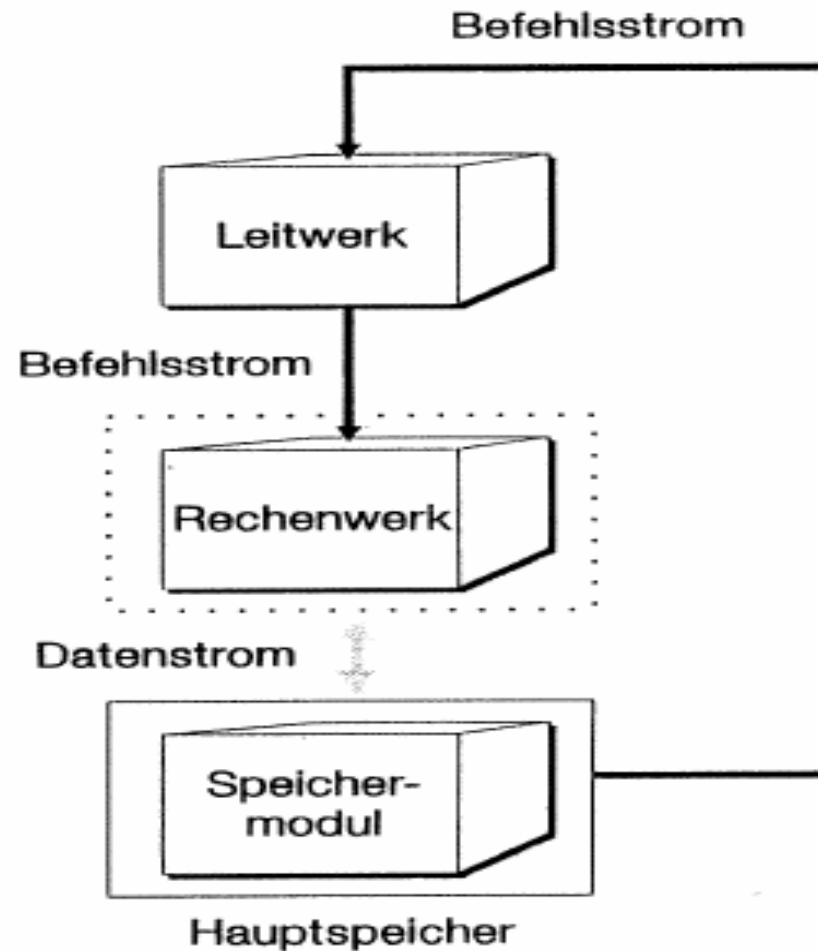 Befehlsstrom
Leitwerk
Befehlsstrom
Rechenwerk
Datenstrom
Speicher-
modul
Hauptspeicher